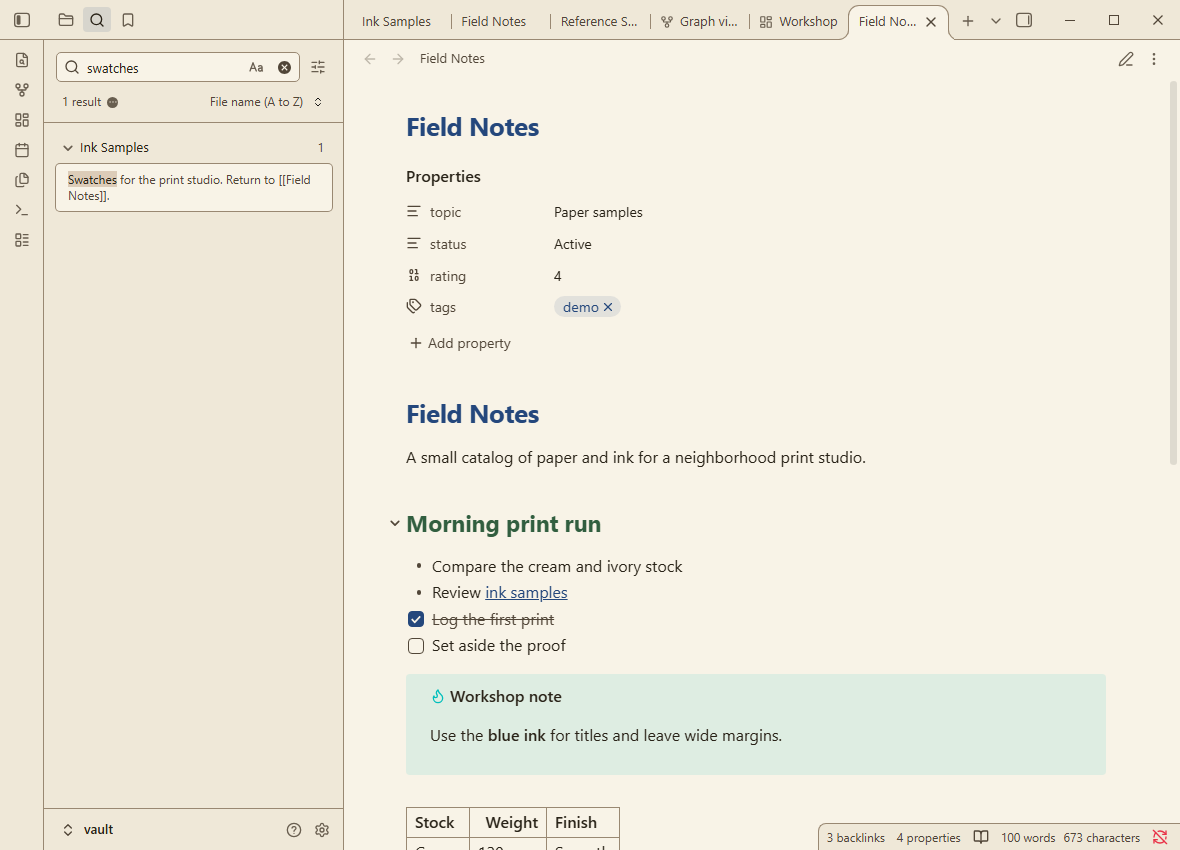 Ink Samples
Field Notes
Reference S...
Graph vi...
Workshop
Field No...
swatches
Aa
1 result
File name (A to Z)
Ink Samples
1
Swatches for the print studio. Return to [[Field
Notes]].
vault
Field Notes
Field Notes
Properties
topic
Paper samples
status
Active
rating
4
tags
demo
Add property
Field Notes
A small catalog of paper and ink for a neighborhood print studio.
Morning print run
• Compare the cream and ivory stock
• Review ink samples
Log the first print
Set aside the proof
Workshop note
Use the blue ink for titles and leave wide margins.
Stock
Weight
Finish
3 backlinks
4 properties
100 words
673 characters